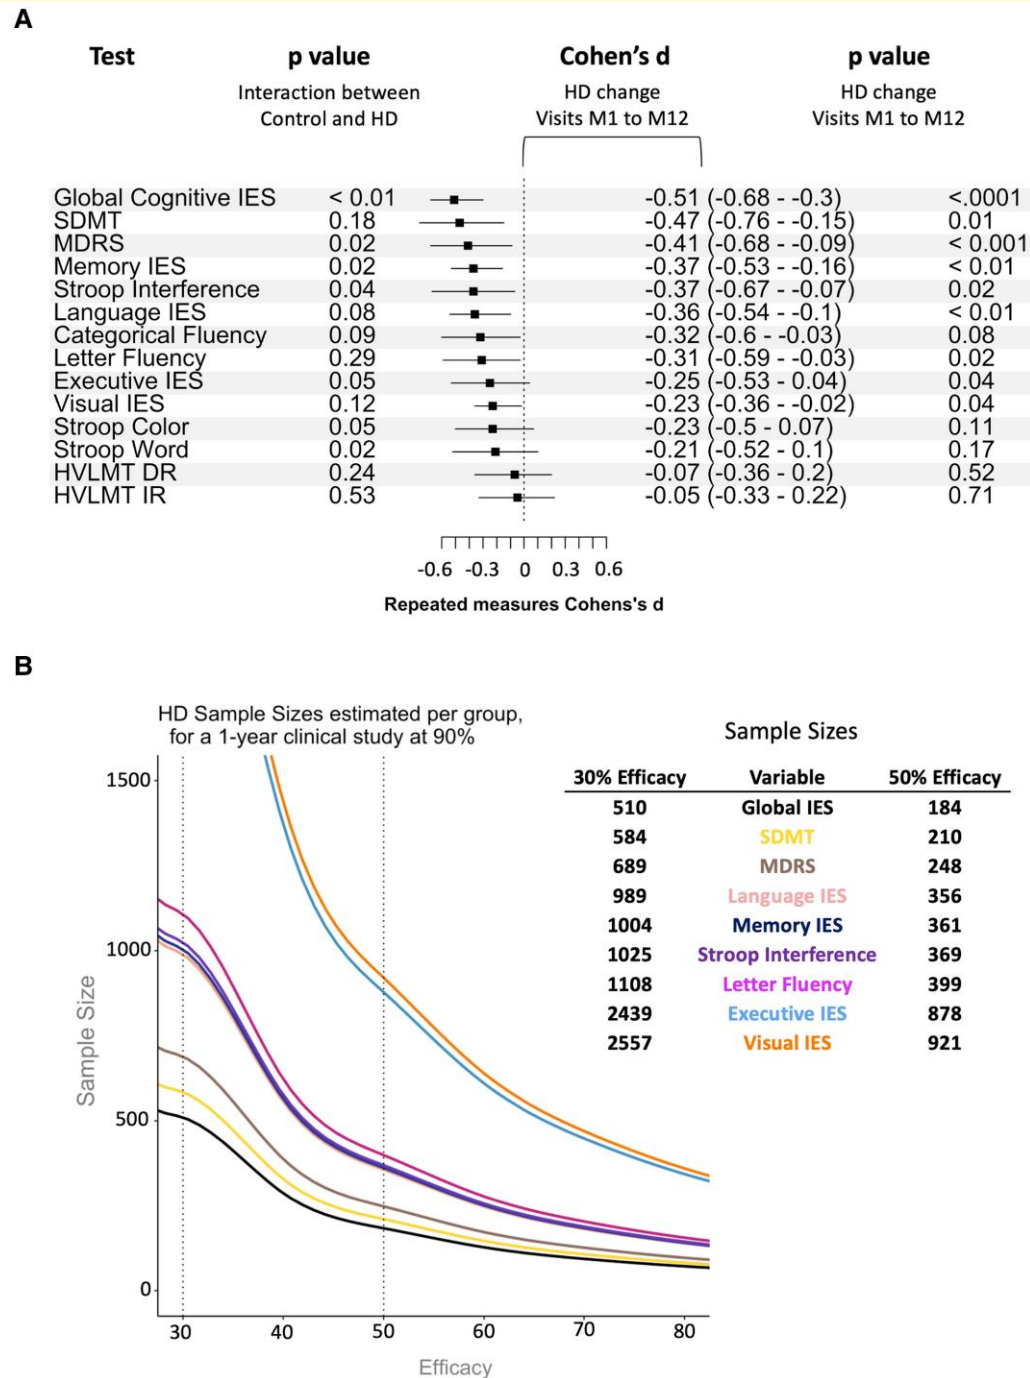 A
Test p value Cohen's d p value
Interaction between HD change HD change
Control and HD Visits M1 to M12 Visits M1 to M12
Global Cognitive IES < 0.01 -0.51 (-0.68 - -0.3) <.0001
SDMT 0.18 -0.47 (-0.76 - -0.15) 0.01
MDRS 0.02 -0.41 (-0.68 - -0.09) < 0.001
Memory IES 0.02 -0.37 (-0.53 - -0.16) < 0.01
Stroop Interference 0.04 -0.37 (-0.67 - -0.07) 0.02
Language IES 0.08 -0.36 (-0.54 - -0.1) < 0.01
Categorical Fluency 0.09 -0.32 (-0.6 - -0.03) 0.08
Letter Fluency 0.29 -0.31 (-0.59 - -0.03) 0.02
Executive IES 0.05 -0.25 (-0.53 - 0.04) 0.04
Visual IES 0.12 -0.23 (-0.36 - -0.02) 0.04
Stroop Color 0.05 -0.23 (-0.5 - 0.07) 0.11
Stroop Word 0.02 -0.21 (-0.52 - 0.1) 0.17
HVLMT DR 0.24 -0.07 (-0.36 - 0.2) 0.52
HVLMT IR 0.53 -0.05 (-0.33 - 0.22) 0.71
-0.6 -0.3 0 0.3 0.6
Repeated measures Cohens's d
B
HD Sample Sizes estimated per group,
for a 1-year clinical study at 90%
Sample Sizes
30% Efficacy Variable 50% Efficacy
510 Global IES 184
584 SDMT 210
689 MDRS 248
989 Language IES 356
1004 Memory IES 361
1025 Stroop Interference 369
1108 Letter Fluency 399
2439 Executive IES 878
2557 Visual IES 921
1500
1000
500
0
Sample Size
30 40 50 60 70 80
Efficacy